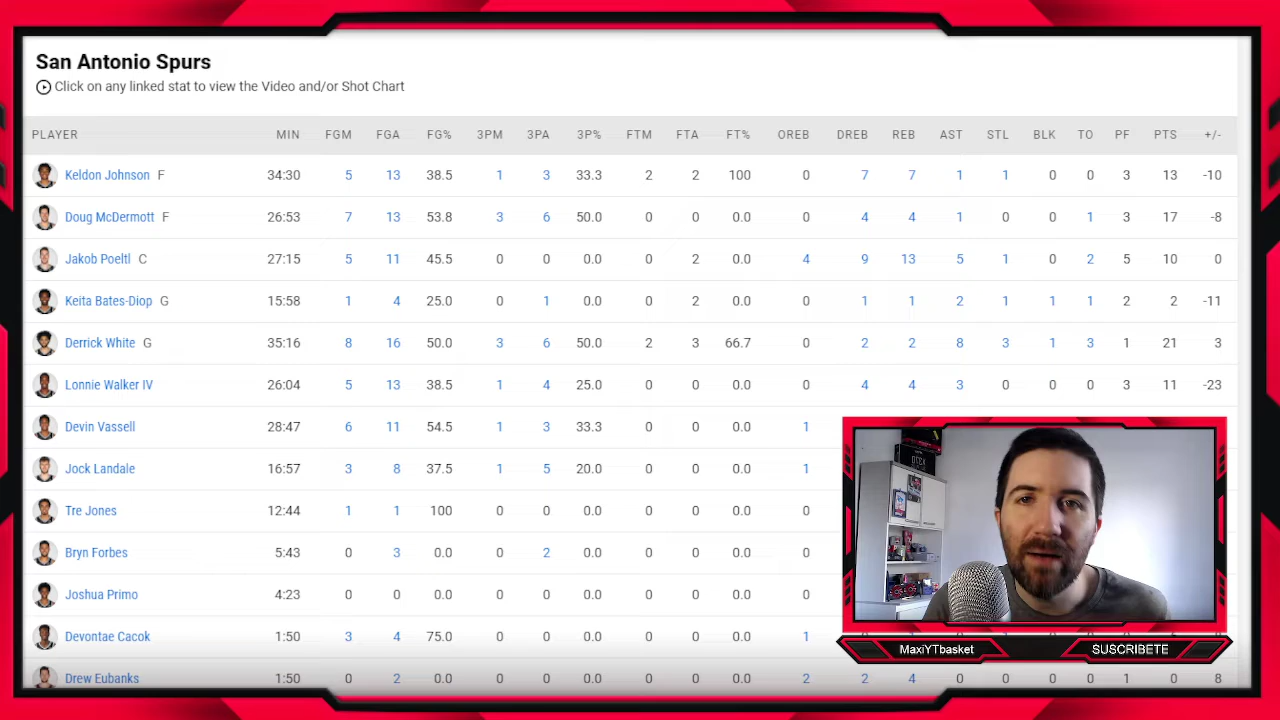 San Antonio Spurs
Click on any linked stat to view the Video and/or Shot Chart
PLAYER MIN FGM FGA FG% 3PM 3PA 3P% FTM FTA FT% OREB DREB REB AST STL BLK TO PF PTS +/-
Keldon Johnson F 34:30 5 13 38.5 1 3 33.3 2 2 100 0 7 7 1 1 0 0 3 13 -10
Doug McDermott F 26:53 7 13 53.8 3 6 50.0 0 0 0.0 0 4 4 1 0 0 1 3 17 -8
Jakob Poeltl C 27:15 5 11 45.5 0 0 0.0 0 2 0.0 4 9 13 5 1 0 2 5 10 0
Keita Bates-Diop G 15:58 1 4 25.0 0 1 0.0 0 2 0.0 0 1 1 2 1 1 1 2 2 -11
Derrick White G 35:16 8 16 50.0 3 6 50.0 2 3 66.7 0 2 2 8 3 1 3 1 21 3
Lonnie Walker IV 26:04 5 13 38.5 1 4 25.0 0 0 0.0 0 4 4 3 0 0 0 3 11 -23
Devin Vassell 28:47 6 11 54.5 1 3 33.3 0 0 0.0 1
Jock Landale 16:57 3 8 37.5 1 5 20.0 0 0 0.0 1
Tre Jones 12:44 1 1 100 0 0 0.0 0 0 0.0 0
Bryn Forbes 5:43 0 3 0.0 0 2 0.0 0 0 0.0 0
Joshua Primo 4:23 0 0 0.0 0 0 0.0 0 0 0.0 0
Devontae Cacok 1:50 3 4 75.0 0 0 0.0 0 0 0.0 1
Drew Eubanks 1:50 0 2 0.0 0 0 0.0 0 0 0.0 2 2 4 0 0 0 0 1 0 8
MaxiYTbasket
SUSCRIBETE